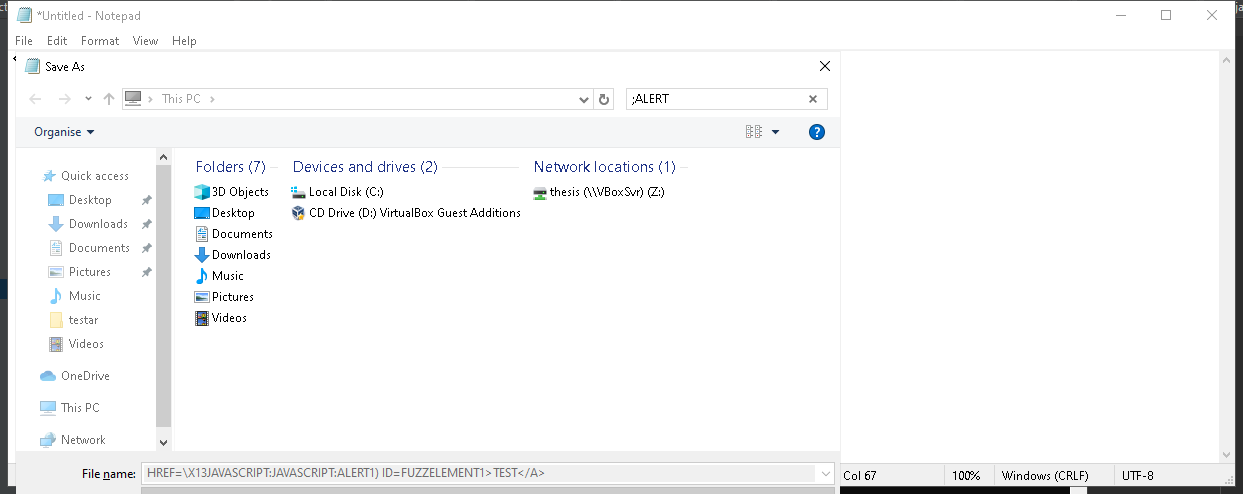 *Untitled - Notepad
File Edit Format View Help
Save As
This PC
;ALERT
Organise
Quick access
Desktop
Downloads
Documents
Pictures
Music
testar
Videos
OneDrive
This PC
Network
Folders (7)
3D Objects
Desktop
Documents
Downloads
Music
Pictures
Videos
Devices and drives (2)
Local Disk (C:)
CD Drive (D:) VirtualBox Guest Additions
Network locations (1)
thesis (\\VBoxSvr) (Z:)
File name: HREF=\X13JAVASCRIPT:JAVASCRIPT:ALERT1) ID=FUZZELEMENT1>TEST</A>
Col 67 100% Windows (CRLF) UTF-8